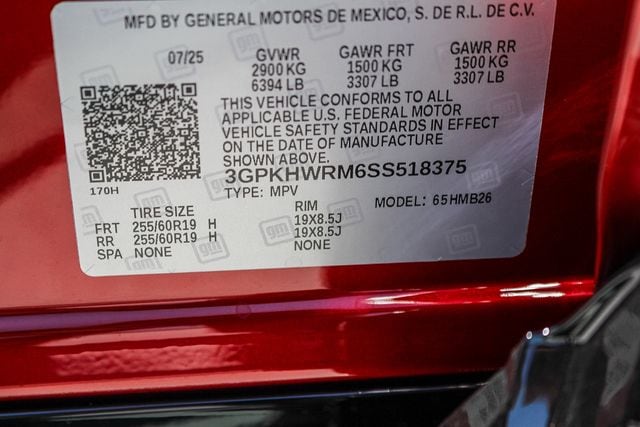 MFD BY GENERAL MOTORS DE MEXICO, S. DE R.L. DE C.V.
07/25 GVWR GAWR FRT GAWR RR
2900 KG 1500 KG 1500 KG
6394 LB 3307 LB 3307 LB
THIS VEHICLE CONFORMS TO ALL
APPLICABLE U.S. FEDERAL MOTOR
VEHICLE SAFETY STANDARDS IN EFFECT
ON THE DATE OF MANUFACTURE
SHOWN ABOVE.
3GPKHWRM6SS518375
170H TYPE: MPV MODEL: 65HMB26
TIRE SIZE RIM
FRT 255/60R19 H 19X8.5J
RR 255/60R19 H 19X8.5J
SPA NONE NONE
gm